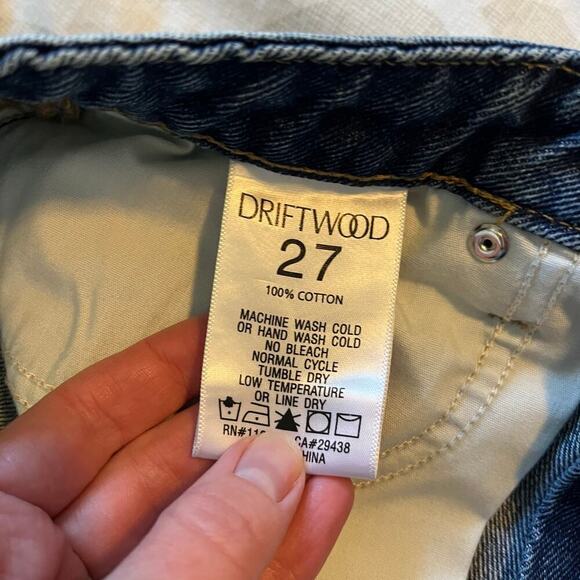 DRIFTWOOD
27
100% COTTON
MACHINE WASH COLD
OR HAND WASH COLD
NO BLEACH
NORMAL CYCLE
TUMBLE DRY
LOW TEMPERATURE
OR LINE DRY
CA#29438